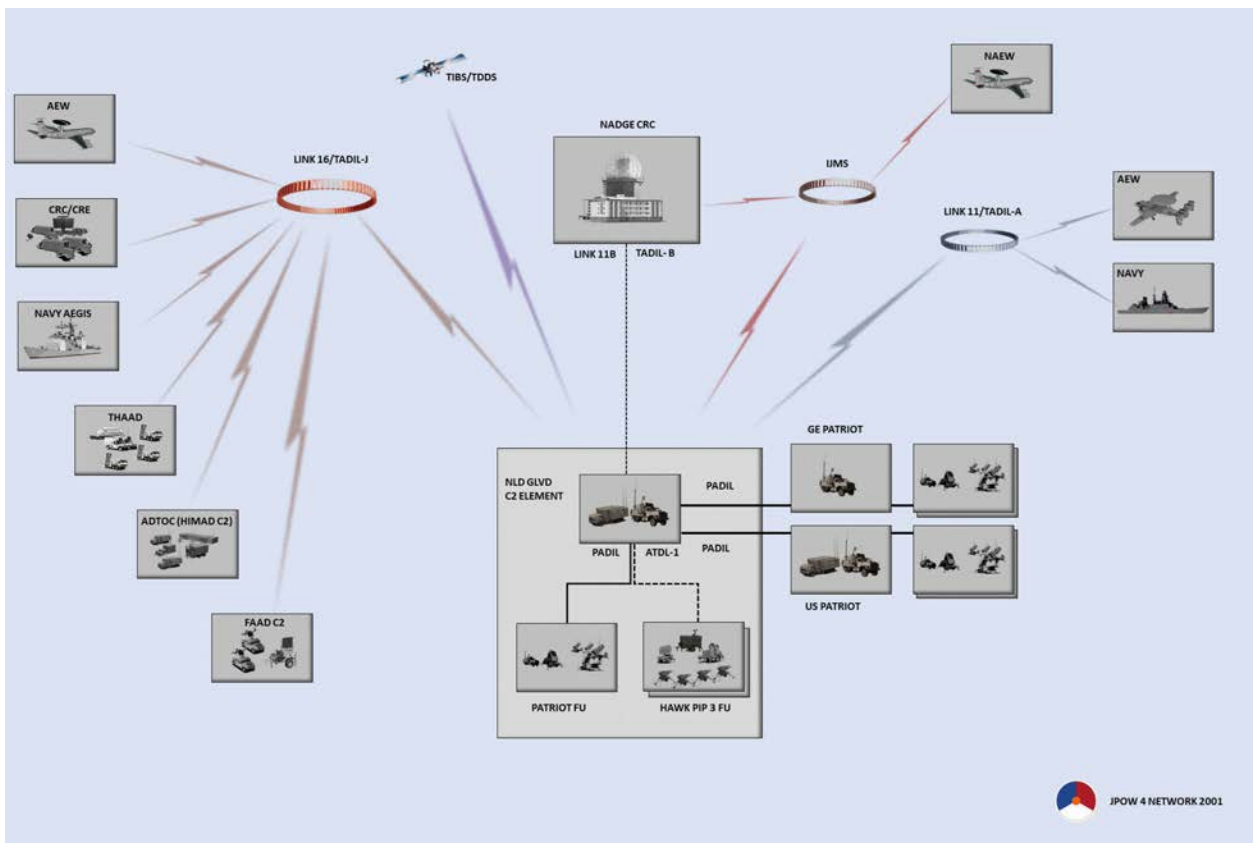 TIBS/TDDS
NAEW
AEW
NADGE CRC
LINK 16/TADIL-J
IJMS
AEW
CRC/CRE
LINK 11/TADIL-A
LINK 11B
TADIL- B
NAVY
NAVY AEGIS
THAAD
GE PATRIOT
NLD GLVD
C2 ELEMENT
PADIL
ADTOC (HIMAD C2)
PADIL
ATDL-1
PADIL
US PATRIOT
FAAD C2
PATRIOT FU
HAWK PIP 3 FU
JPOW 4 NETWORK 2001